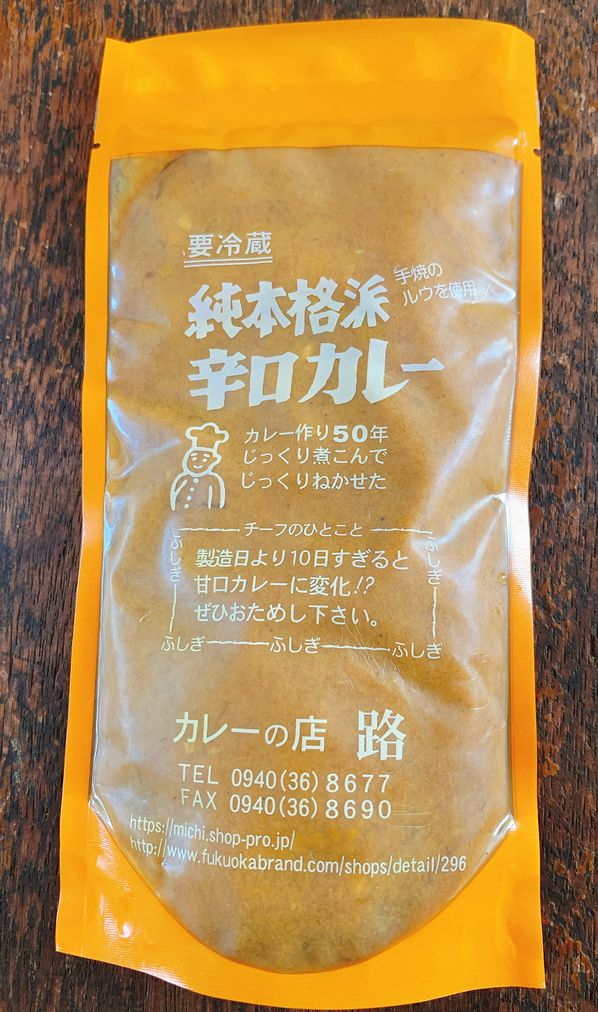 要冷蔵
純本格派
手焼の
ルウを使用
辛口カレー
カレー作り50年
じっくり煮こんで
じっくりねかせた
チーフのひとこと
ふしぎ
ふしぎ
製造日より10日すぎると
甘口カレーに変化!?
ぜひおためし下さい。
ふしぎ ふしぎ ふしぎ
カレーの店 路
TEL 0940(36)8677
FAX 0940(36)8690
https://michi.shop-pro.jp/
http://www.fukuokabrand.com/shops/detail/296